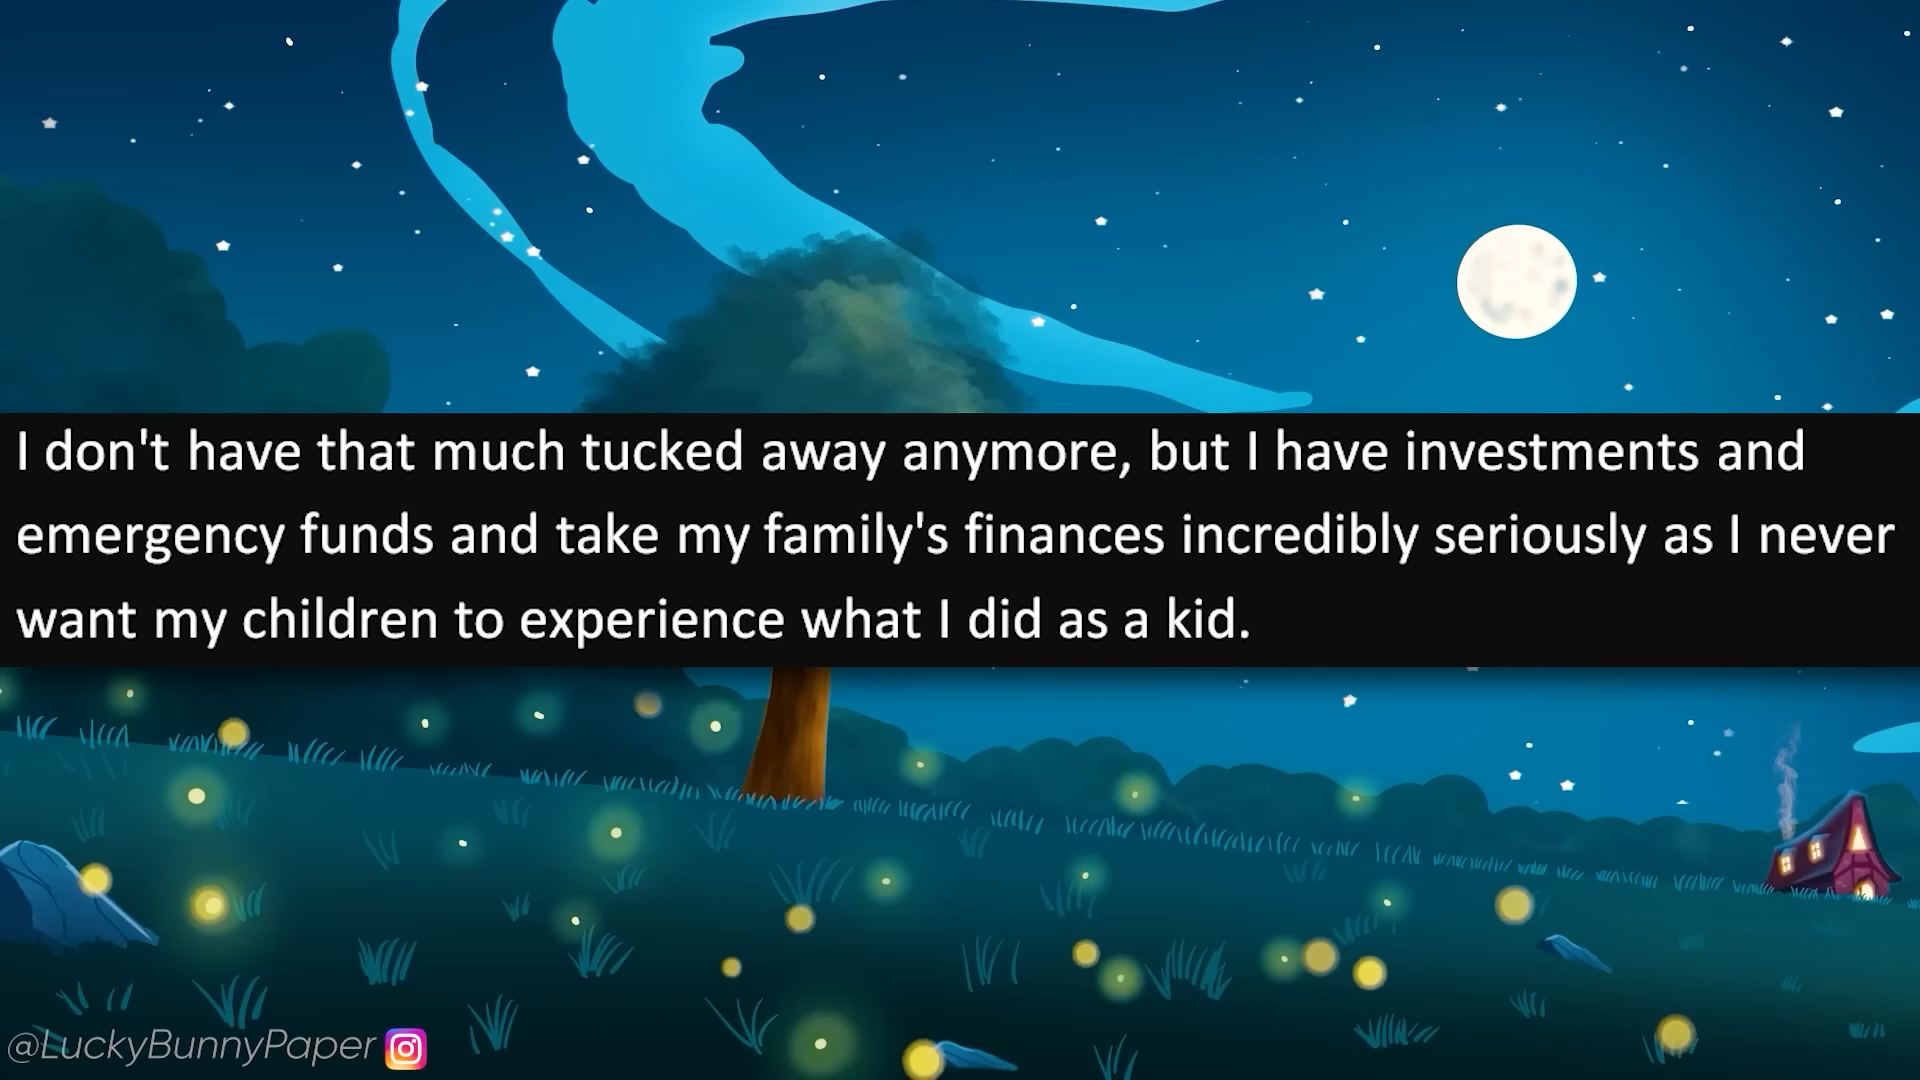 I don't have that much tucked away anymore, but I have investments and
emergency funds and take my family's finances incredibly seriously as I never
want my children to experience what I did as a kid.
@LuckyBunnyPaper